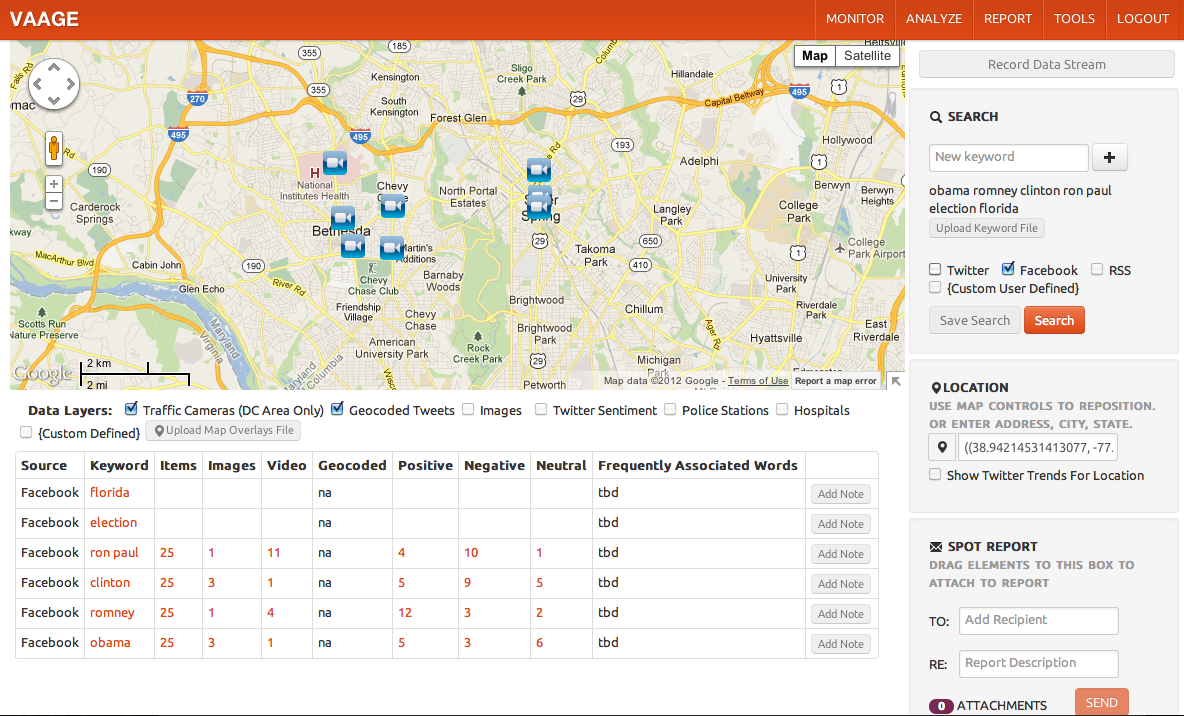 VAAGE
MONITOR ANALYZE REPORT TOOLS LOGOUT
355
185
Sligo
Creek Park
Hillandale
Map Satellite
Kensington
355
270
South
Kensington
29
Capital Beltway
495
1
Forest Glen
495
495
193
Hollywood
190
H
National
Institutes Health
Chevy
Adelphi
1
Berwyn
Berwyn
Heights
North Portal
Estates
Carderock
Springs
Bethesda
Spring
Langley
Park
College
Park
29
650
1
College
Park Airport
MacArthur Blvd
Cabin John
190
Martin's
Additions
Takoma
Park
410
River Rd
Chevy
Chase Club
Barnaby
Woods
University
Park
Glen Echo
Friendship
Village
Chevy
Chase
Brightwood
Chillum
Riverdale
Park
Scotts Run
Nature Preserve
Maryland
Virginia
Brightwood
Park
Ager Rd
East
Riverdale
American
University Park
Rock
Creek Park
Hyattsville
29
Michigan
Park
Petworth
Google
2 km
2 mi
Map data ©2012 Google - Terms of Use Report a map error
Data Layers: Traffic Cameras (DC Area Only) Geocoded Tweets Images Twitter Sentiment Police Stations Hospitals
{Custom Defined} Upload Map Overlays File
Source Keyword Items Images Video Geocoded Positive Negative Neutral Frequently Associated Words
Facebook florida na tbd Add Note
Facebook election na tbd Add Note
Facebook ron paul 25 1 11 na 4 10 1 tbd Add Note
Facebook clinton 25 3 1 na 5 9 5 tbd Add Note
Facebook romney 25 1 4 na 12 3 2 tbd Add Note
Facebook obama 25 3 1 na 5 3 6 tbd Add Note
Record Data Stream
SEARCH
New keyword +
obama romney clinton ron paul
election florida
Upload Keyword File
Twitter Facebook RSS
{Custom User Defined}
Save Search Search
LOCATION
USE MAP CONTROLS TO REPOSITION.
OR ENTER ADDRESS, CITY, STATE.
((38.94214531413077, -77.
Show Twitter Trends For Location
SPOT REPORT
DRAG ELEMENTS TO THIS BOX TO
ATTACH TO REPORT
TO: Add Recipient
RE: Report Description
0 ATTACHMENTS SEND